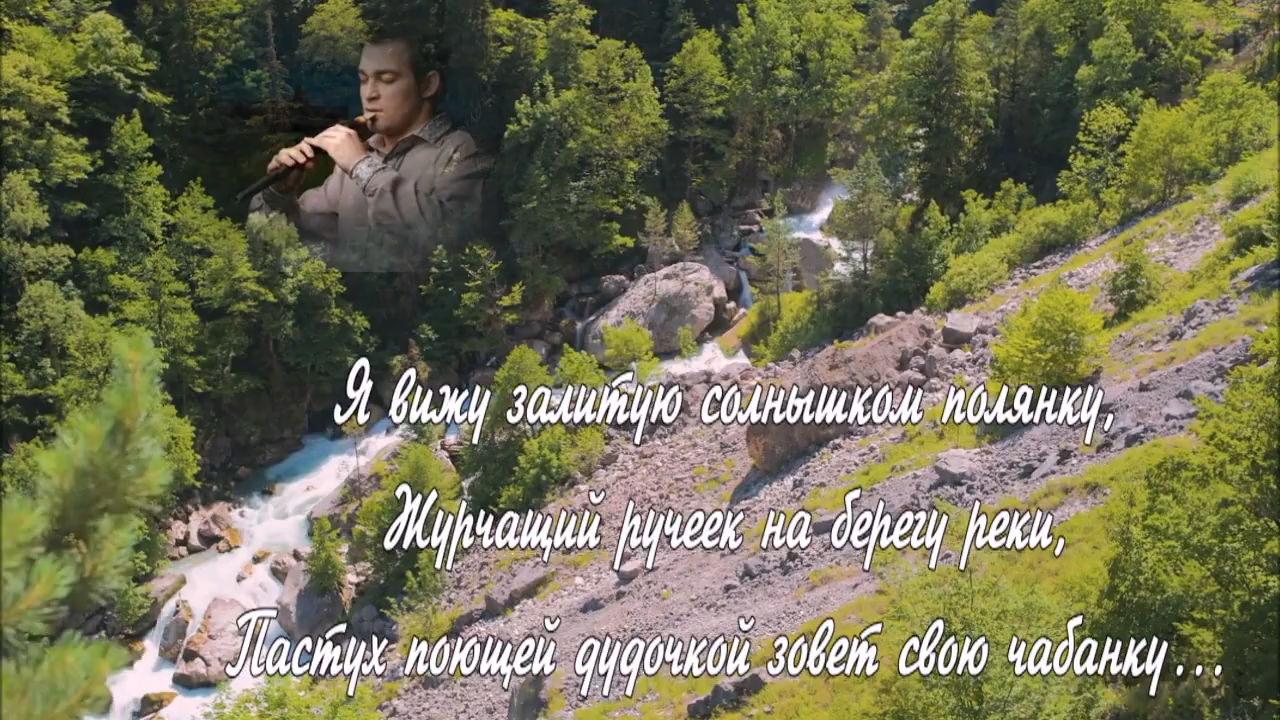 Я вижу залитую солнышком полянку,
Журчащий ручеек на берегу реки,
Пастух поющей дудочкой зовет свою чабанку...